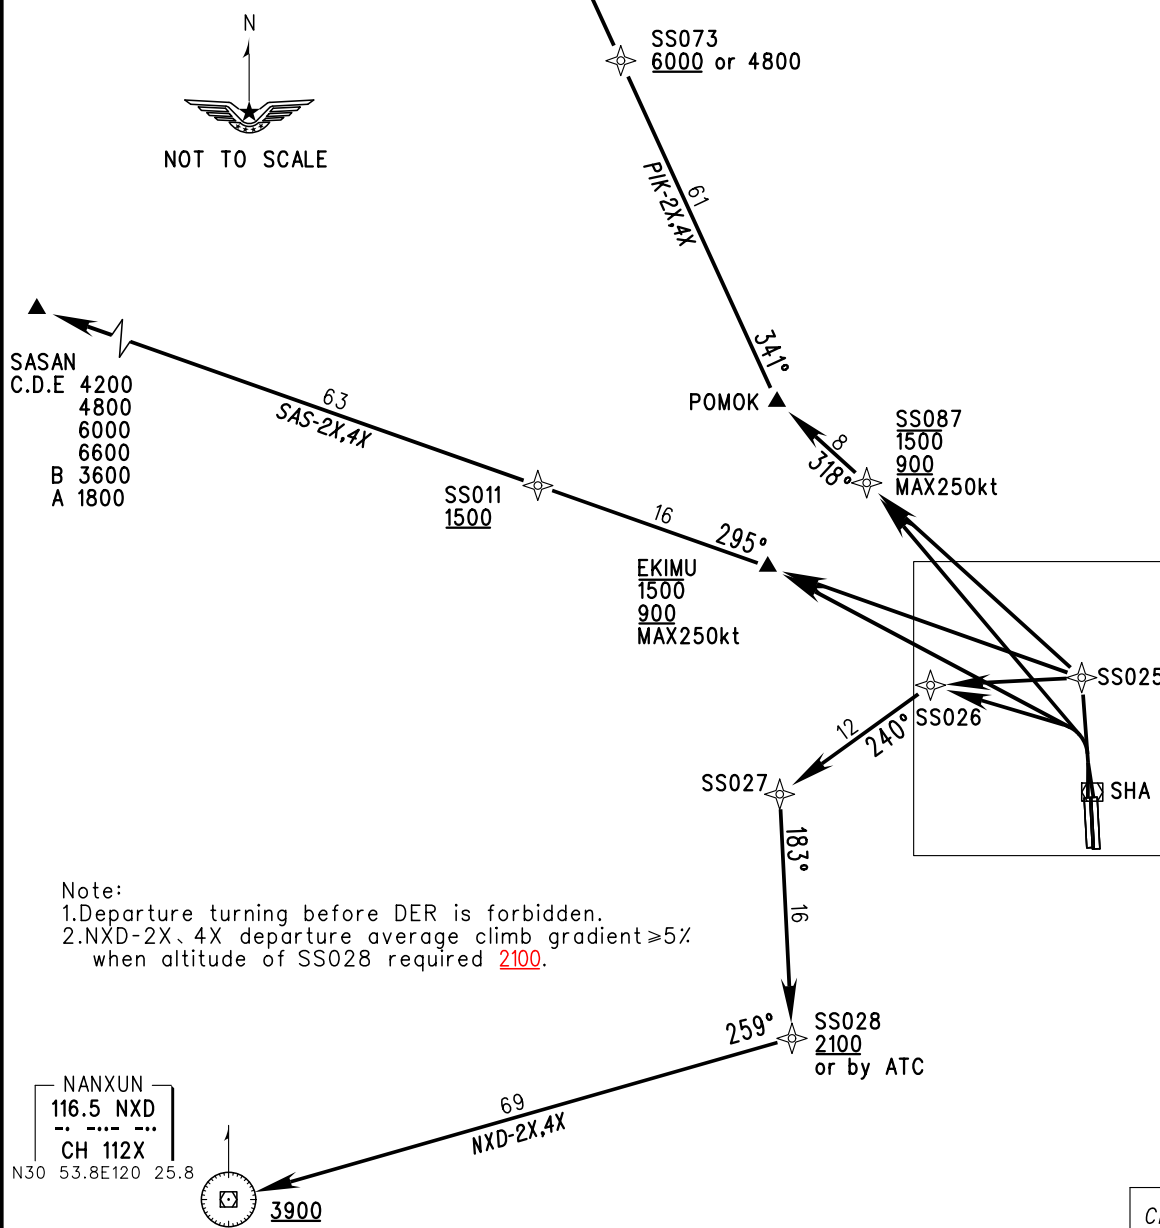 N
NOT TO SCALE
SS073
6000 or 4800
61
PIK-2X,4X
341°
SASAN
C.D.E 4200
4800
6000
6600
B 3600
A 1800
63
SAS-2X,4X
POMOK
8
318°
SS087
1500
900
MAX250kt
SS011
1500
16
295°
EKIMU
1500
900
MAX250kt
SS025
SS026
12
240°
SS027
SHA
183°
16
Note:
1.Departure turning before DER is forbidden.
2.NXD-2X、4X departure average climb gradient≥5%
when altitude of SS028 required 2100.
259°
SS028
2100
or by ATC
69
NXD-2X,4X
NANXUN
116.5 NXD
-. -..- -..
CH 112X
N30 53.8E120 25.8
3900